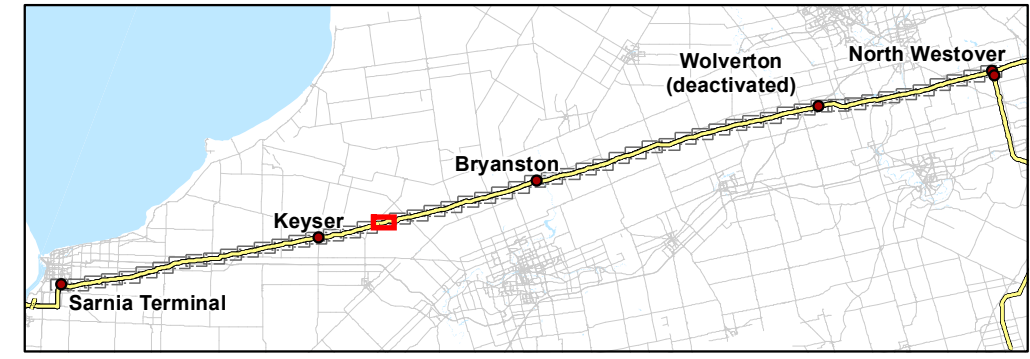 Wolverton
(deactivated)
North Westover
Bryanston
Keyser
Sarnia Terminal